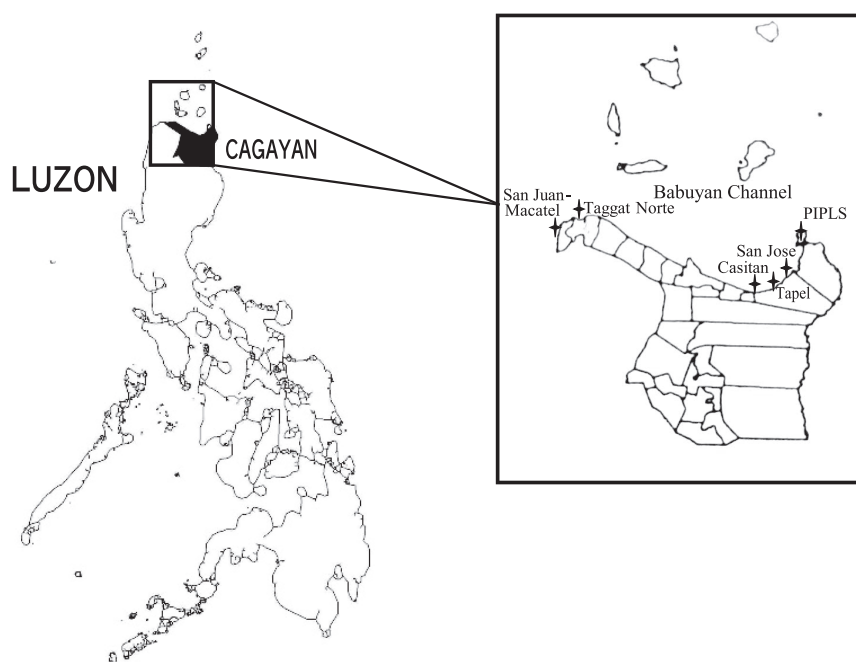 LUZON
CAGAYAN
San Juan-
Macatel
Taggat Norte
Babuyan Channel
PIPLS
San Jose
Casitan
Tapel